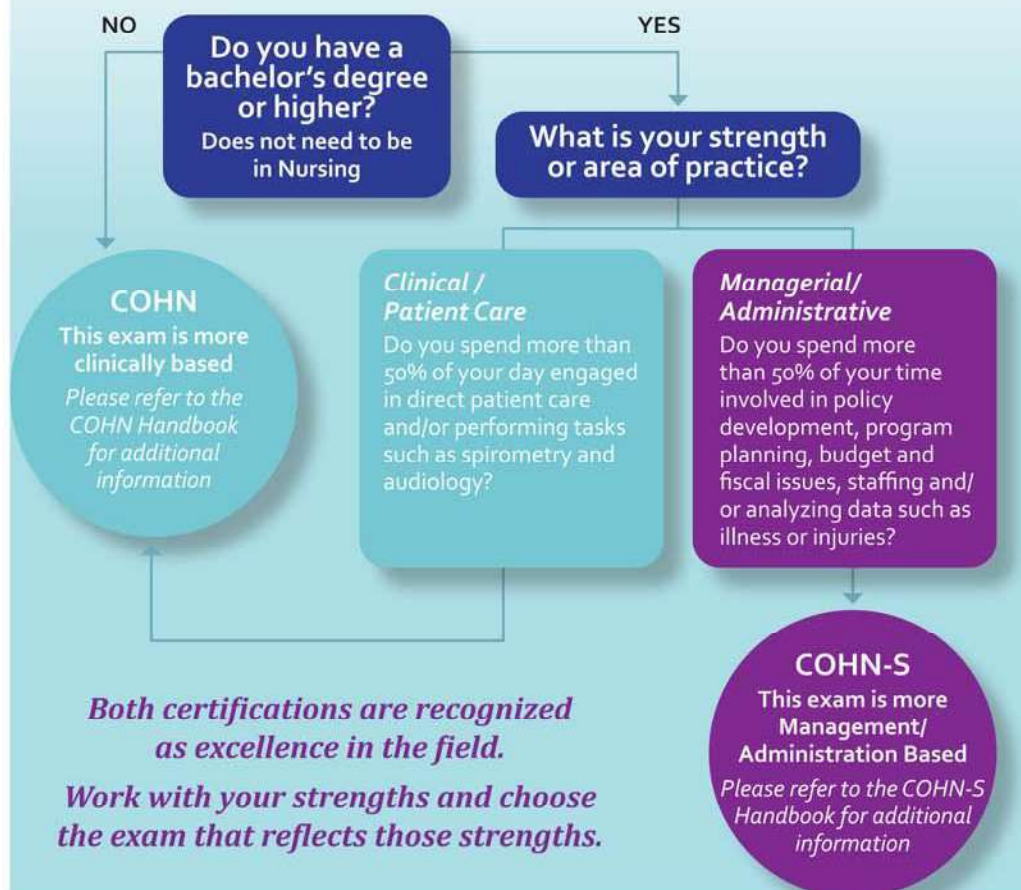 NO
YES
Do you have a
bachelor's degree
or higher?
Does not need to be
in Nursing
What is your strength
or area of practice?
COHN
This exam is more
clinically based
Please refer to the
COHN Handbook
for additional
information
Clinical /
Patient Care
Do you spend more than
50% of your day engaged
in direct patient care
and/or performing tasks
such as spirometry and
audiology?
Managerial/
Administrative
Do you spend more
than 50% of your time
involved in policy
development, program
planning, budget and
fiscal issues, staffing and/
or analyzing data such as
illness or injuries?
COHN-S
This exam is more
Management/
Administration Based
Please refer to the COHN-S
Handbook for additional
information
Both certifications are recognized
as excellence in the field.
Work with your strengths and choose
the exam that reflects those strengths.